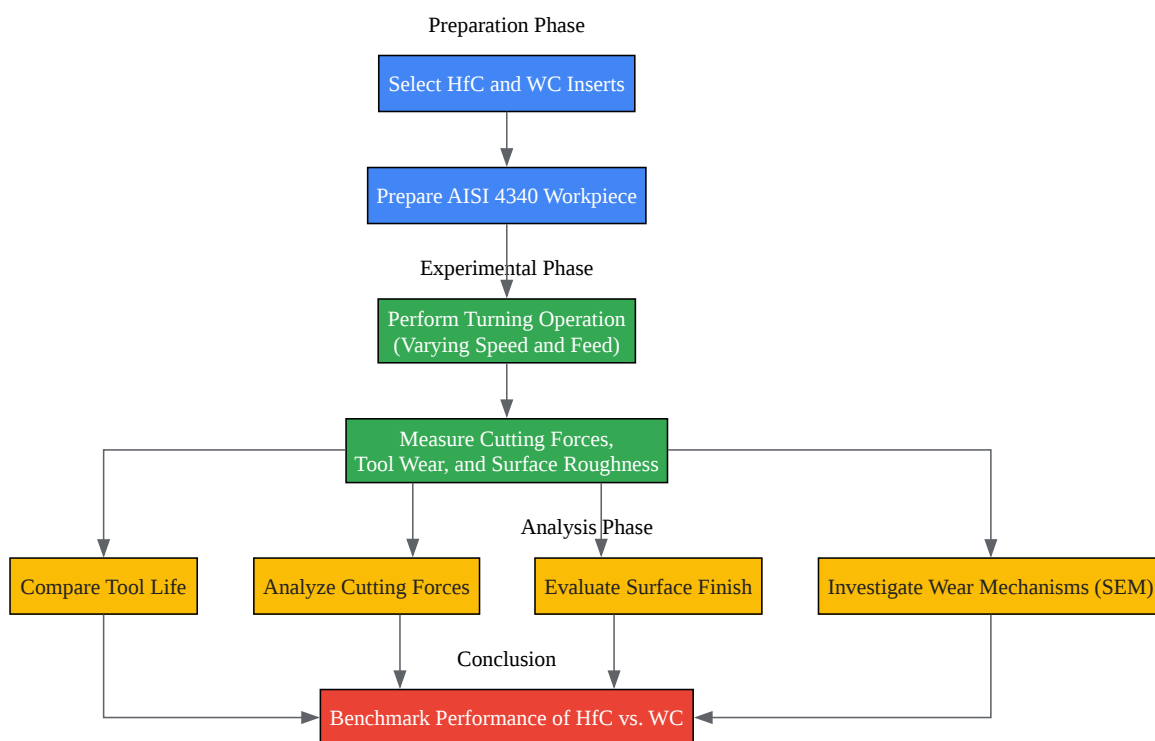 Preparation Phase
Select HfC and WC Inserts
Prepare AISI 4340 Workpiece
Experimental Phase
Perform Turning Operation
(Varying Speed and Feed)
Measure Cutting Forces,
Tool Wear, and Surface Roughness
Analysis Phase
Compare Tool Life
Analyze Cutting Forces
Evaluate Surface Finish
Investigate Wear Mechanisms (SEM)
Conclusion
Benchmark Performance of HfC vs. WC